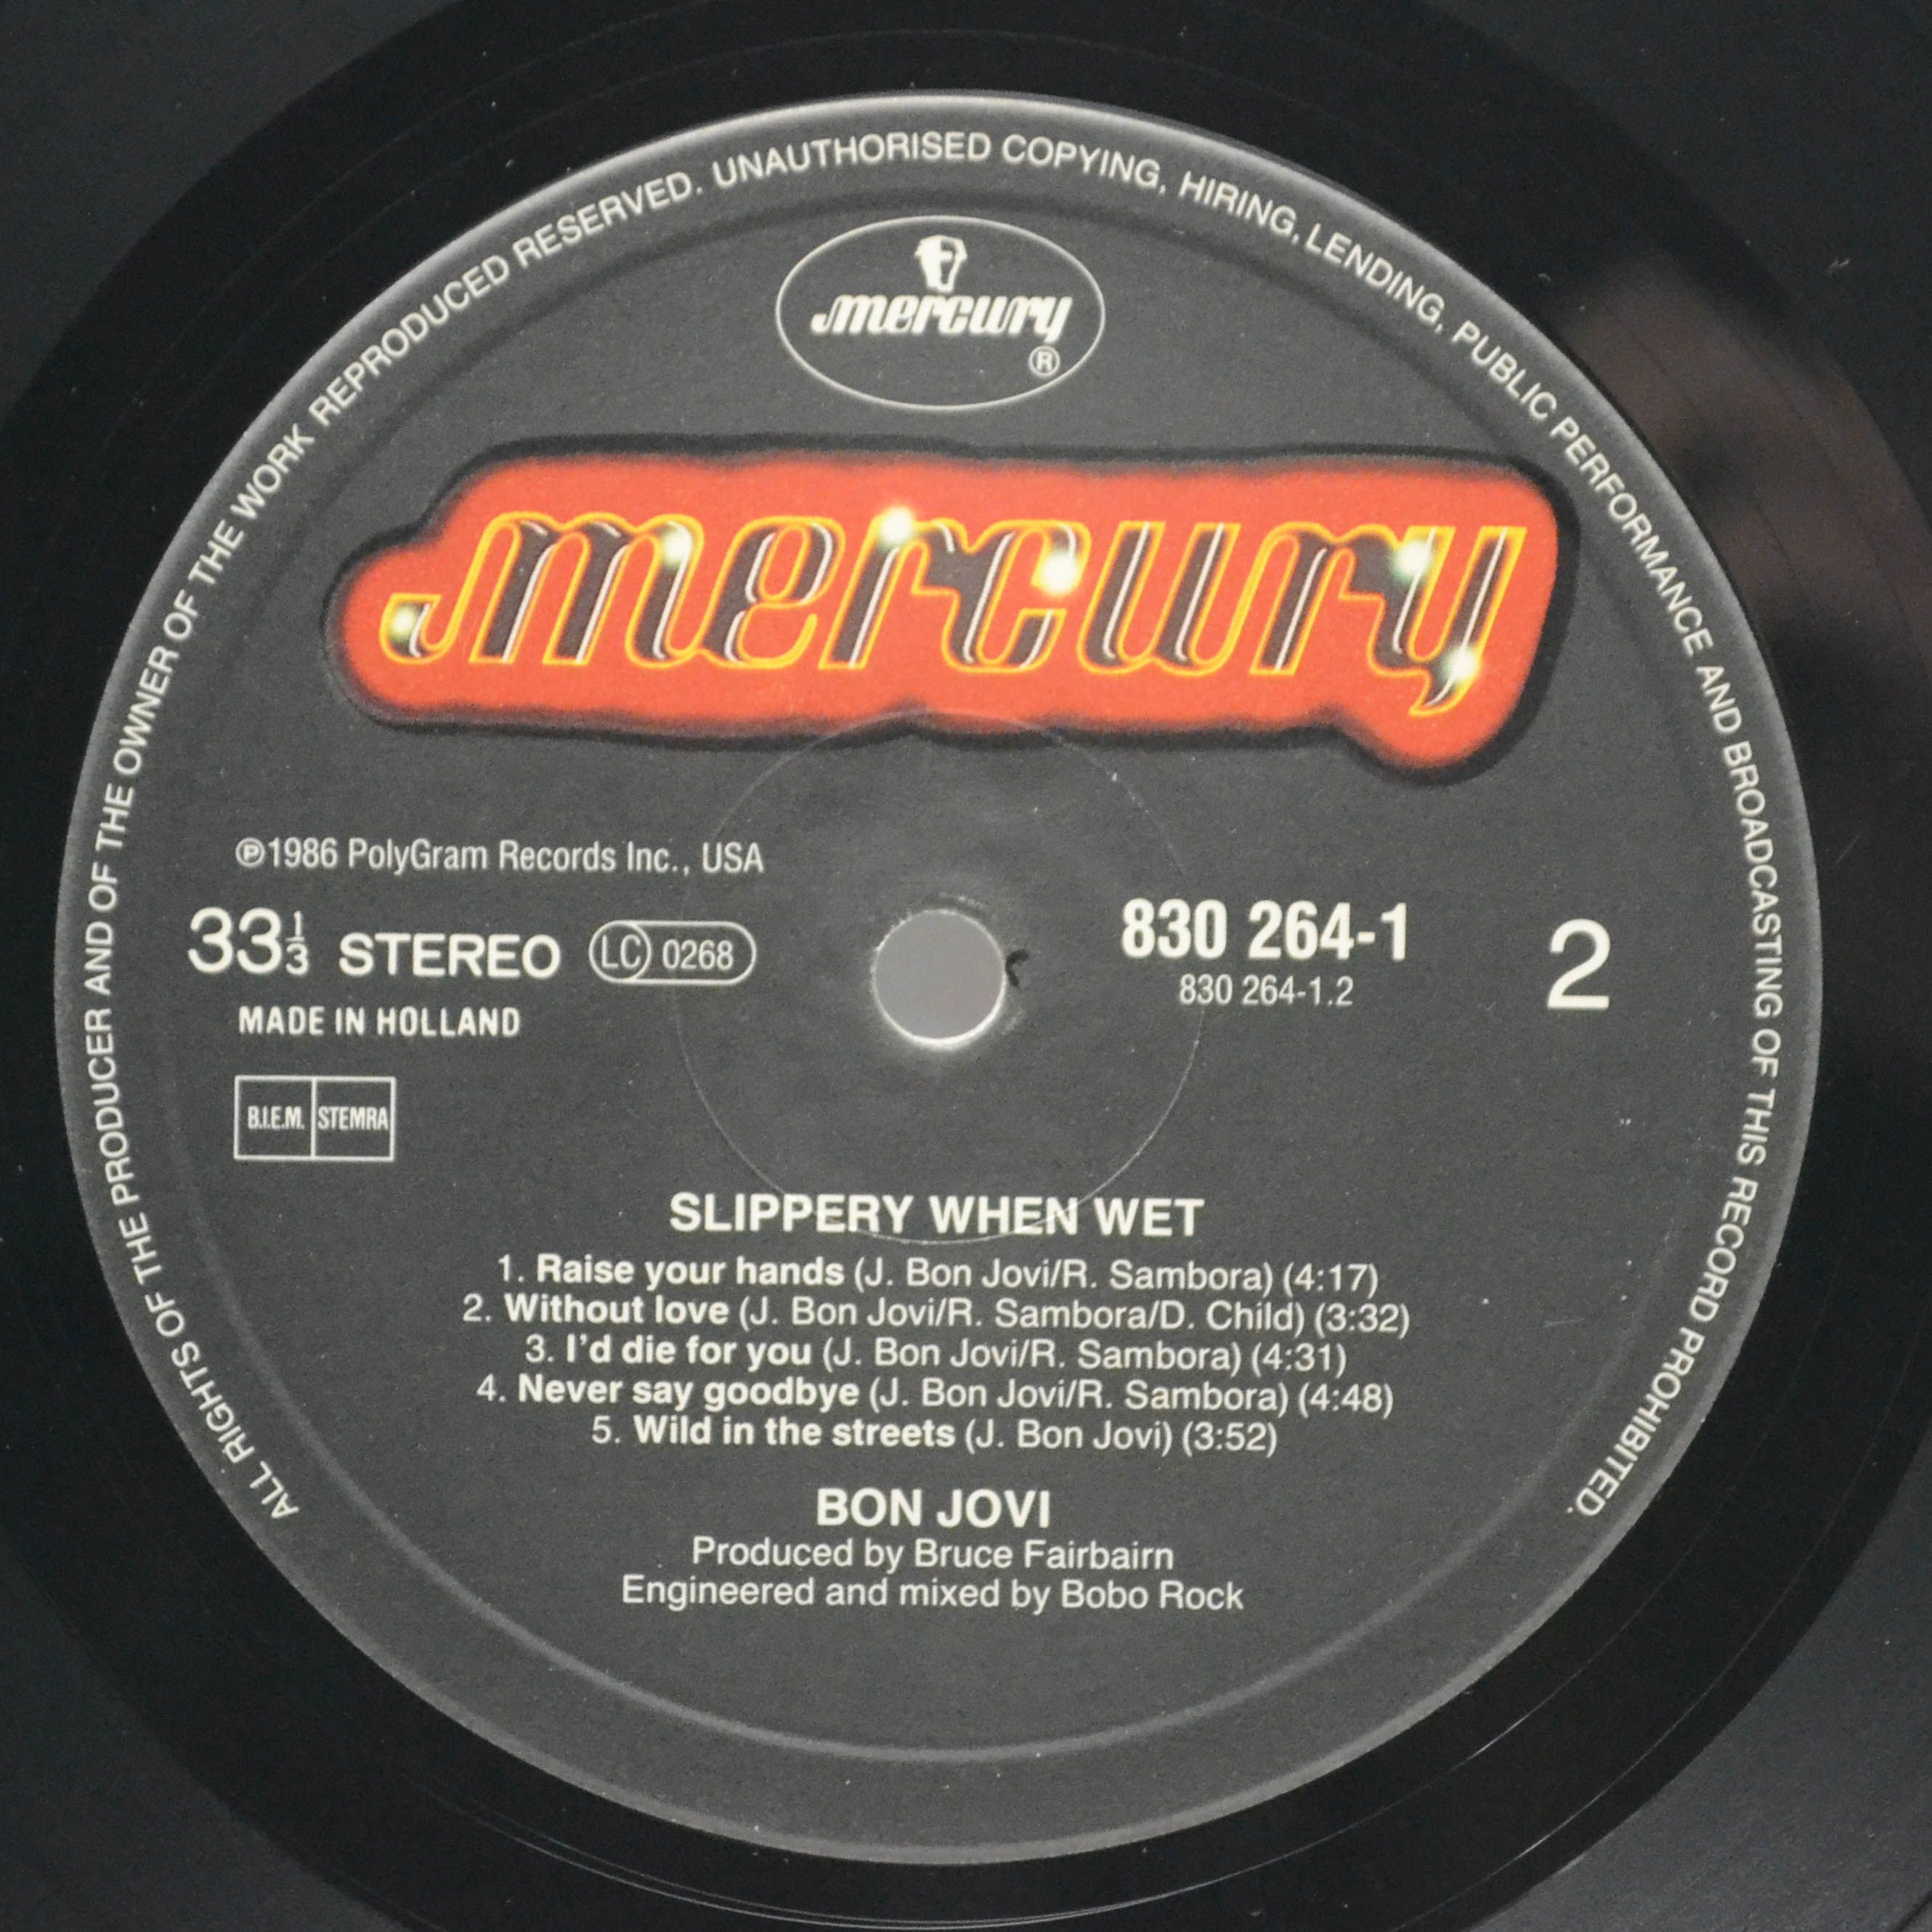 ALL RIGHTS OF THE PRODUCER AND OF THE OWNER OF THE WORK REPRODUCED RESERVED. UNAUTHORISED COPYING, HIRING, LENDING, PUBLIC PERFORMANCE AND BROADCASTING OF THIS RECORD PROHIBITED.
mercury
®
mercury
℗1986 PolyGram Records Inc., USA
33⅓ STEREO LC 0268
MADE IN HOLLAND
B.I.E.M. STEMRA
830 264-1
830 264-1.2
2
SLIPPERY WHEN WET
1. Raise your hands (J. Bon Jovi/R. Sambora) (4:17)
2. Without love (J. Bon Jovi/R. Sambora/D. Child) (3:32)
3. I'd die for you (J. Bon Jovi/R. Sambora) (4:31)
4. Never say goodbye (J. Bon Jovi/R. Sambora) (4:48)
5. Wild in the streets (J. Bon Jovi) (3:52)
BON JOVI
Produced by Bruce Fairbairn
Engineered and mixed by Bobo Rock